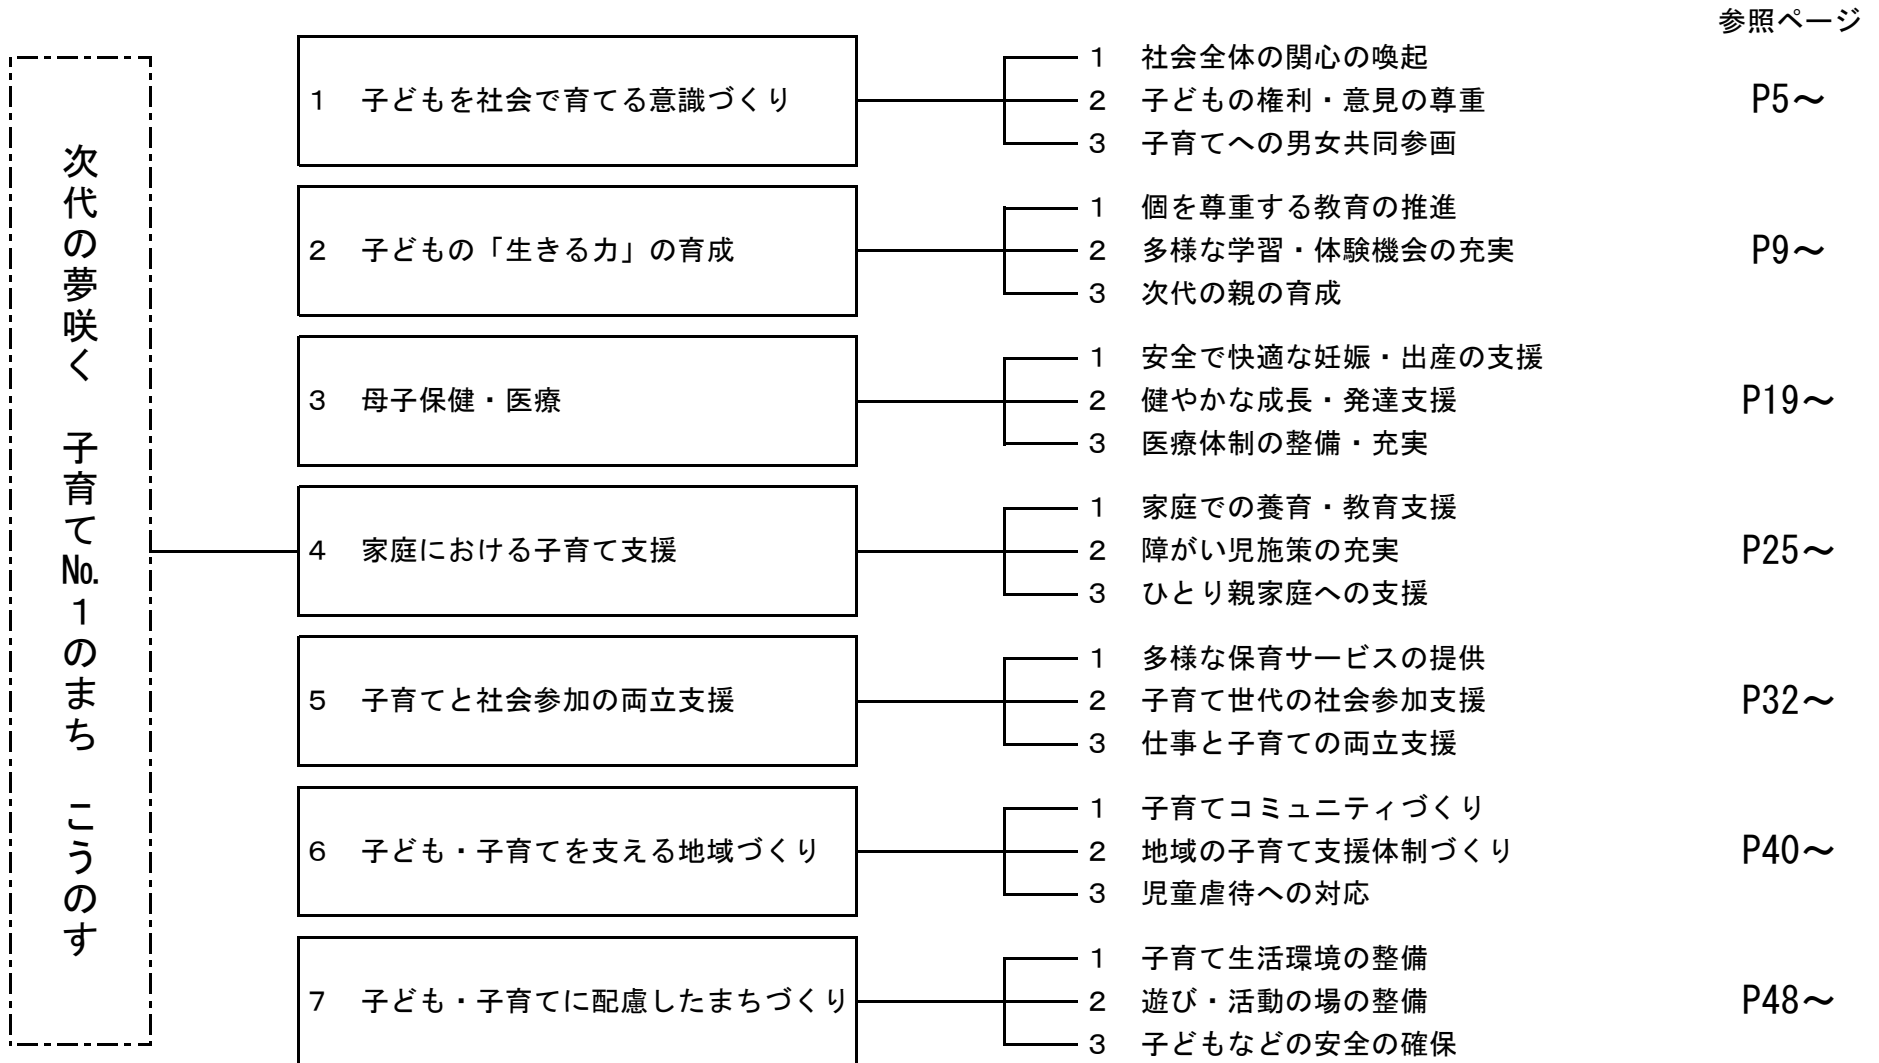 参照ページ
次代の夢咲く　子育て№１のまち　こうのす
１　子どもを社会で育てる意識づくり
１　社会全体の関心の喚起
２　子どもの権利・意見の尊重
３　子育てへの男女共同参画
P5～
２　子どもの「生きる力」の育成
１　個を尊重する教育の推進
２　多様な学習・体験機会の充実
３　次代の親の育成
P9～
３　母子保健・医療
１　安全で快適な妊娠・出産の支援
２　健やかな成長・発達支援
３　医療体制の整備・充実
P19～
４　家庭における子育て支援
１　家庭での養育・教育支援
２　障がい児施策の充実
３　ひとり親家庭への支援
P25～
５　子育てと社会参加の両立支援
１　多様な保育サービスの提供
２　子育て世代の社会参加支援
３　仕事と子育ての両立支援
P32～
６　子ども・子育てを支える地域づくり
１　子育てコミュニティづくり
２　地域の子育て支援体制づくり
３　児童虐待への対応
P40～
７　子ども・子育てに配慮したまちづくり
１　子育て生活環境の整備
２　遊び・活動の場の整備
３　子どもなどの安全の確保
P48～